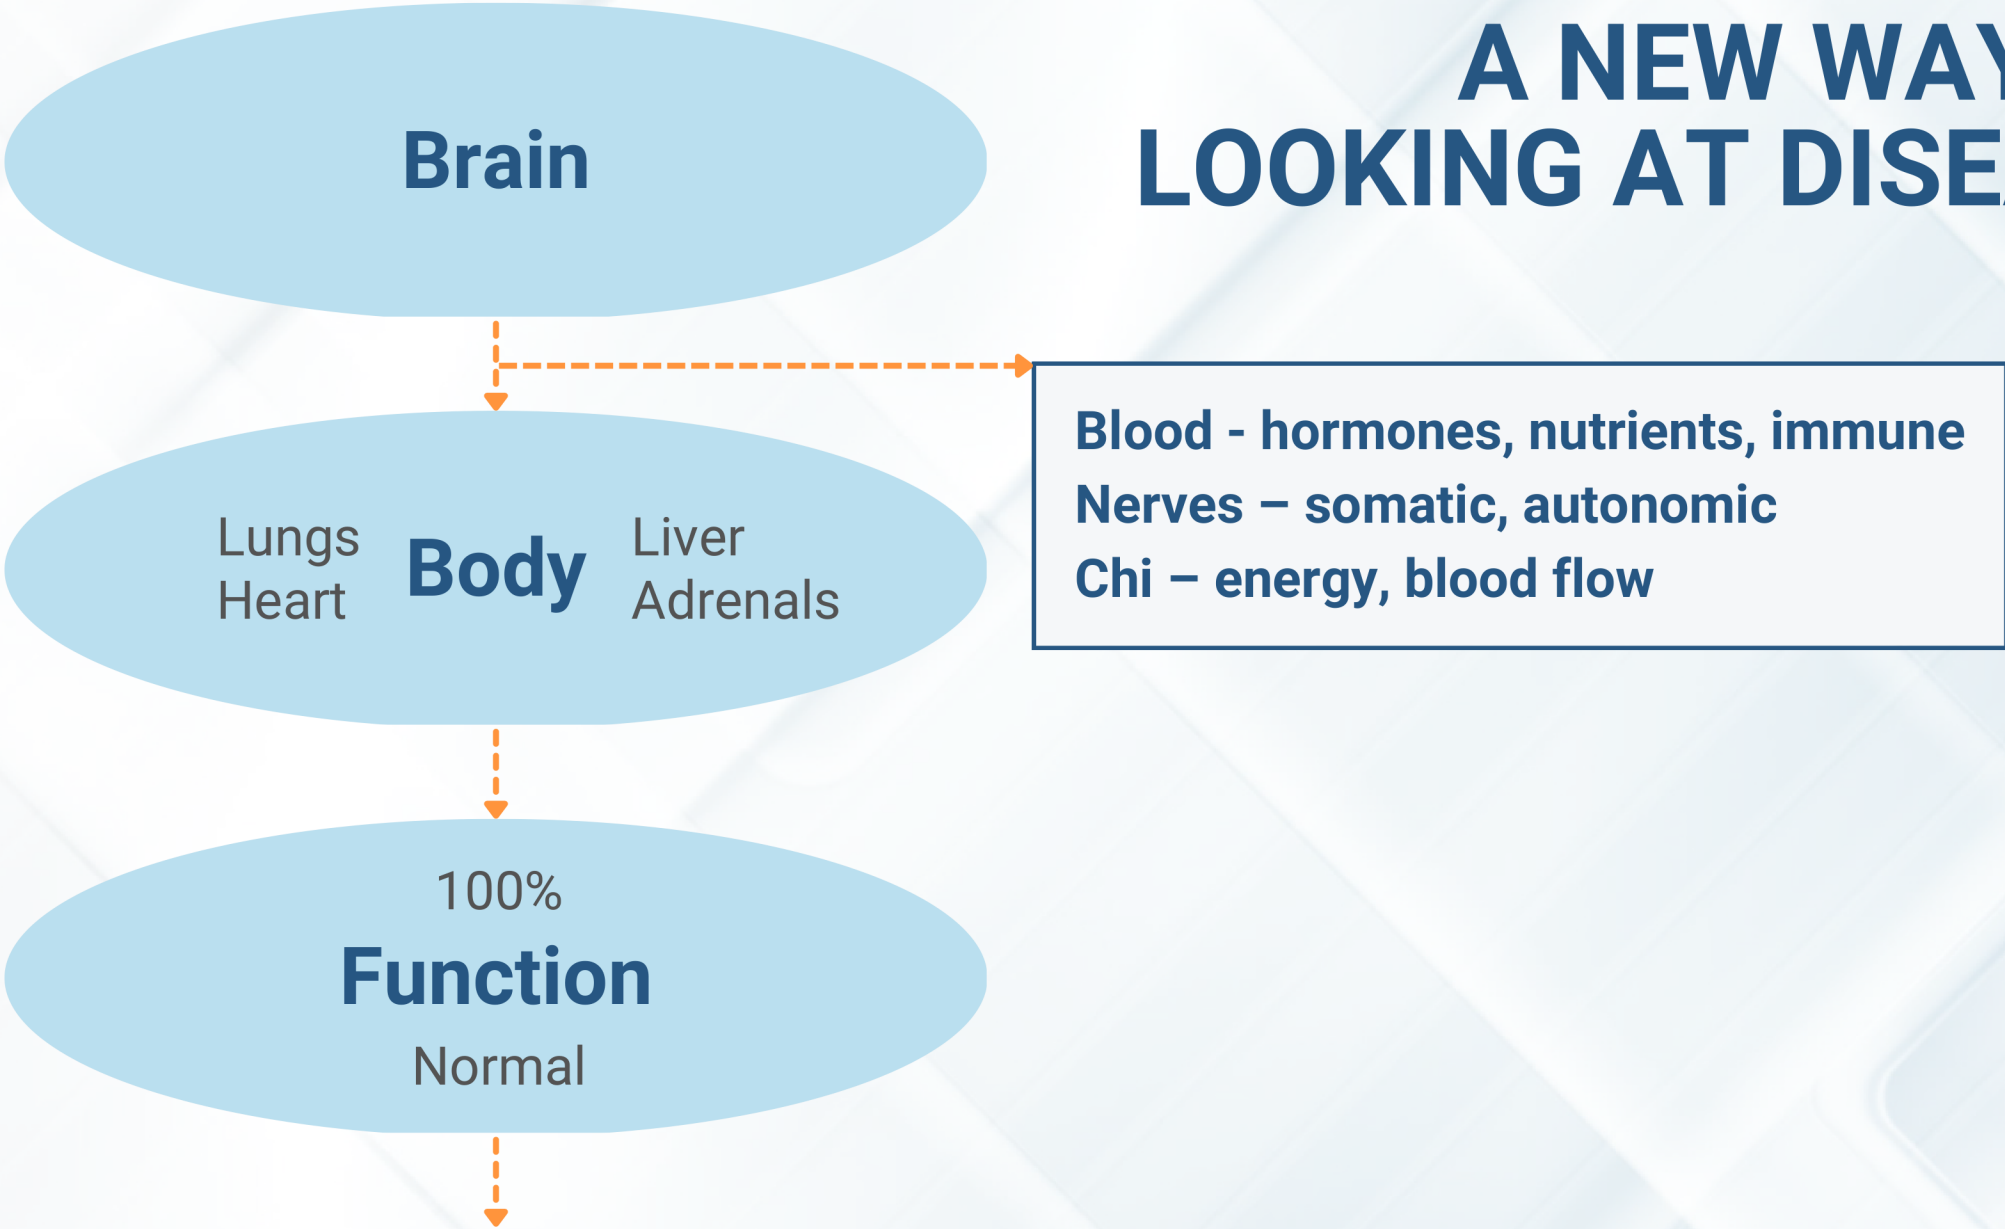 A NEW WAY
LOOKING AT DISE
Brain
Blood - hormones, nutrients, immune
Nerves – somatic, autonomic
Chi – energy, blood flow
Lungs
Heart
Body
Liver
Adrenals
100%
Function
Normal